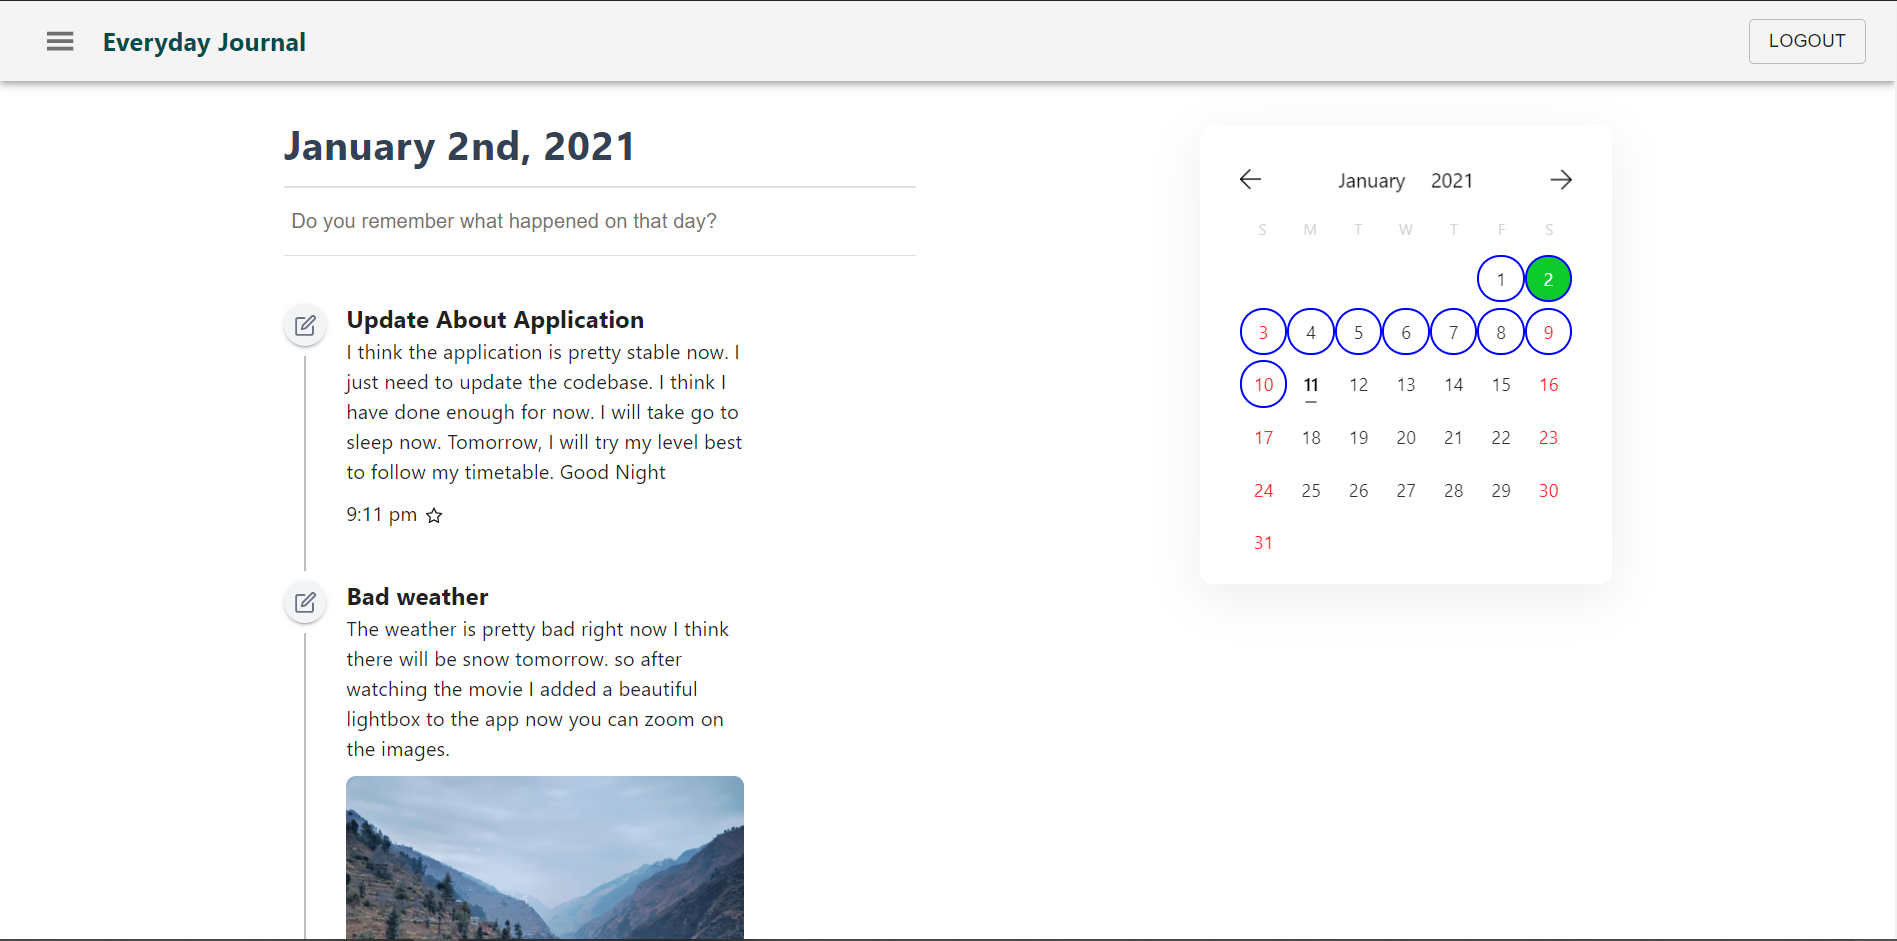 Everyday Journal
LOGOUT
January 2nd, 2021
Do you remember what happened on that day?
Update About Application
I think the application is pretty stable now. I
just need to update the codebase. I think I
have done enough for now. I will take go to
sleep now. Tomorrow, I will try my level best
to follow my timetable. Good Night
9:11 pm
Bad weather
The weather is pretty bad right now I think
there will be snow tomorrow. so after
watching the movie I added a beautiful
lightbox to the app now you can zoom on
the images.
January 2021
S M T W T F S
1 2
3 4 5 6 7 8 9
10 11 12 13 14 15 16
17 18 19 20 21 22 23
24 25 26 27 28 29 30
31